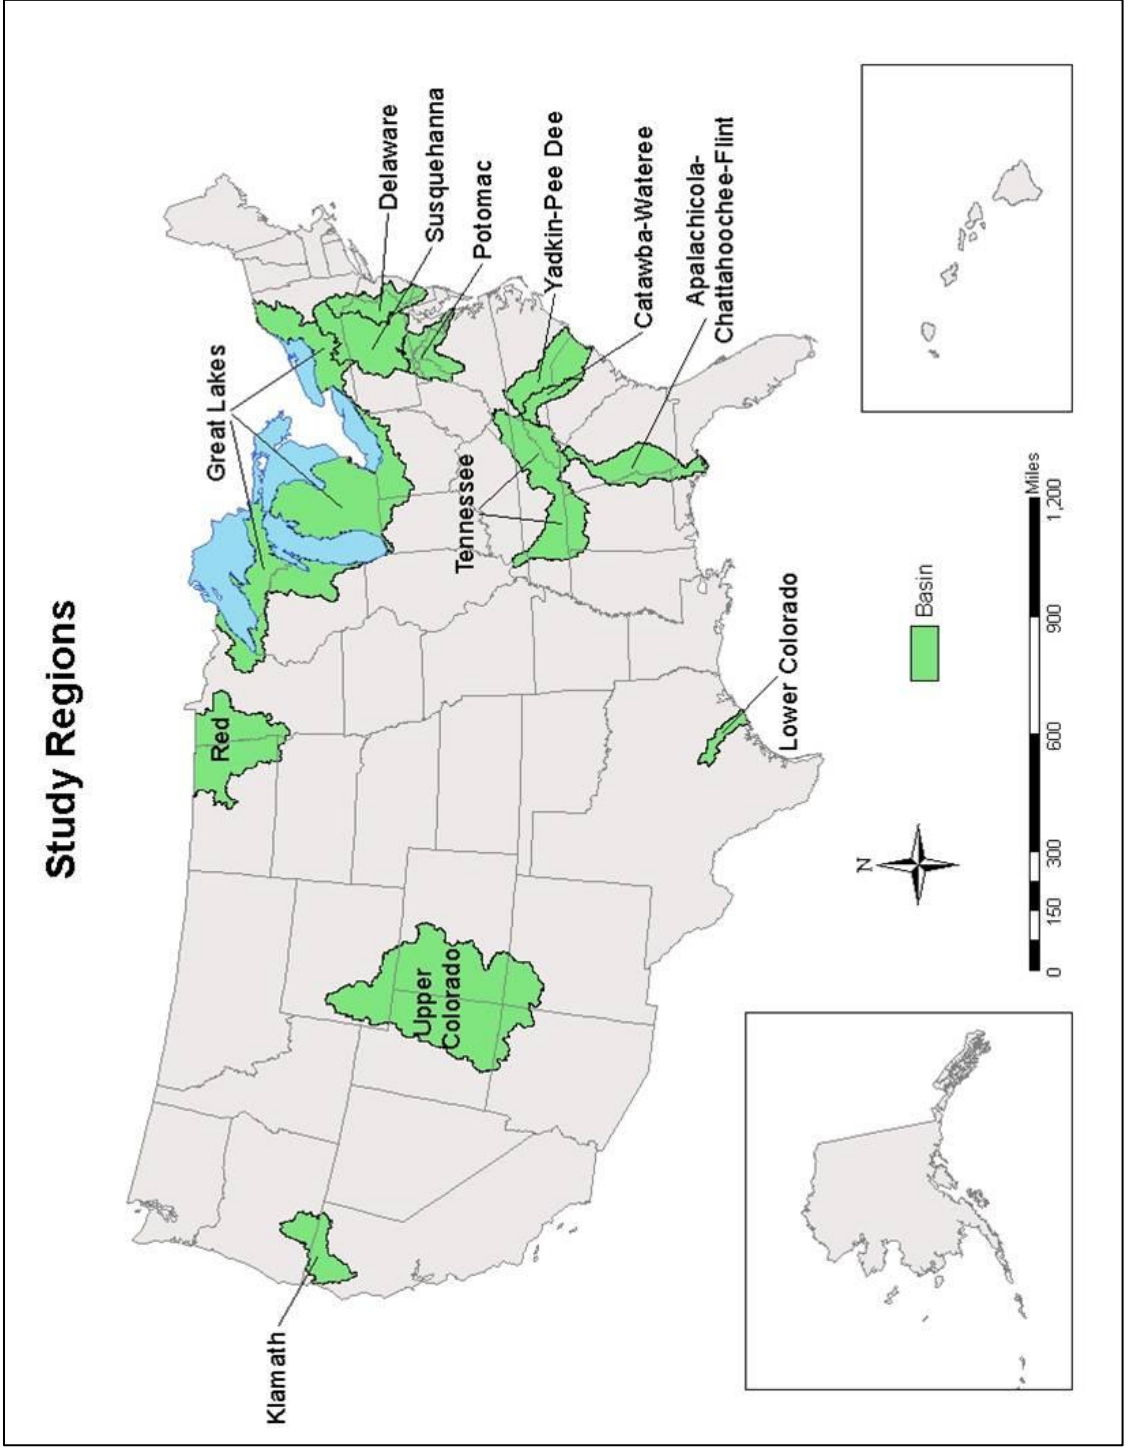 Study Regions
Great Lakes
Red
Delaware
Susquehanna
Potomac
Klamath
Upper
Colorado
Tennessee
Yadkin-Pee Dee
Catawba-Wateree
Apalachicola-
Chattahoochee-Flint
Lower Colorado
N
Basin
0 150 300 600 900 1,200
Miles